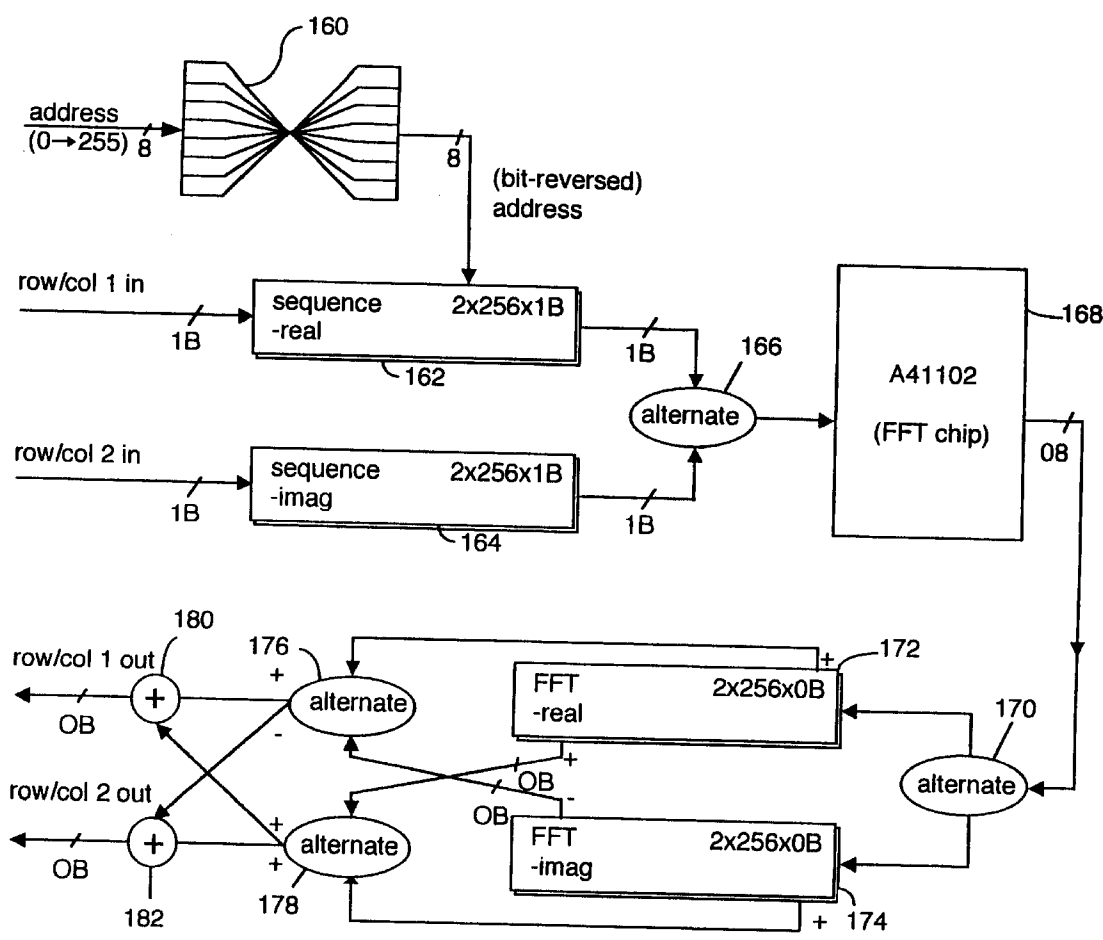 160
address
(0→255) 8
8
(bit-reversed)
address
row/col 1 in
1B
sequence 2x256x1B
-real
162
1B
166
alternate
168
A41102
(FFT chip)
08
row/col 2 in
1B
sequence 2x256x1B
-imag
164
1B
180
176
row/col 1 out
+
OB
+
-
alternate
+
172
FFT 2x256x0B
-real
170
alternate
+
OB
OB
-
row/col 2 out
+
OB
+
+
alternate
182
178
FFT 2x256x0B
-imag
+
174